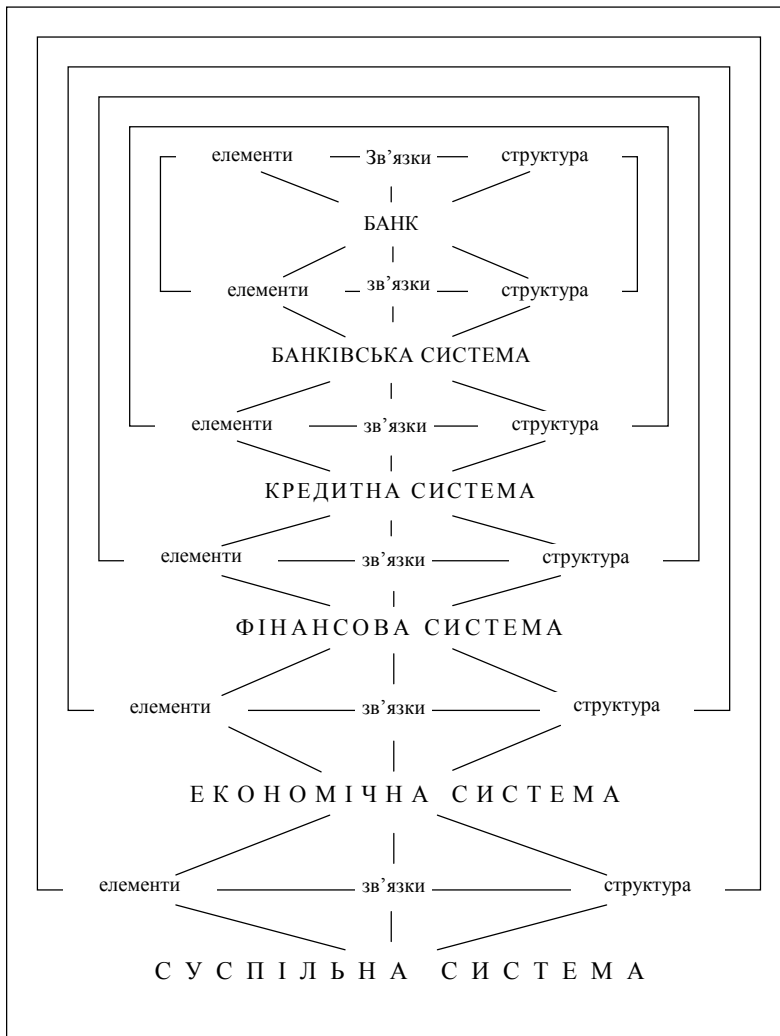 елементи Зв’язки структура
БАНК
елементи зв’язки структура
БАНКІВСЬКА СИСТЕМА
елементи зв’язки структура
КРЕДИТНА СИСТЕМА
елементи зв’язки структура
ФІНАНСОВА СИСТЕМА
елементи зв’язки структура
ЕКОНОМІЧНА СИСТЕМА
елементи зв’язки структура
СУСПІЛЬНА СИСТЕМА